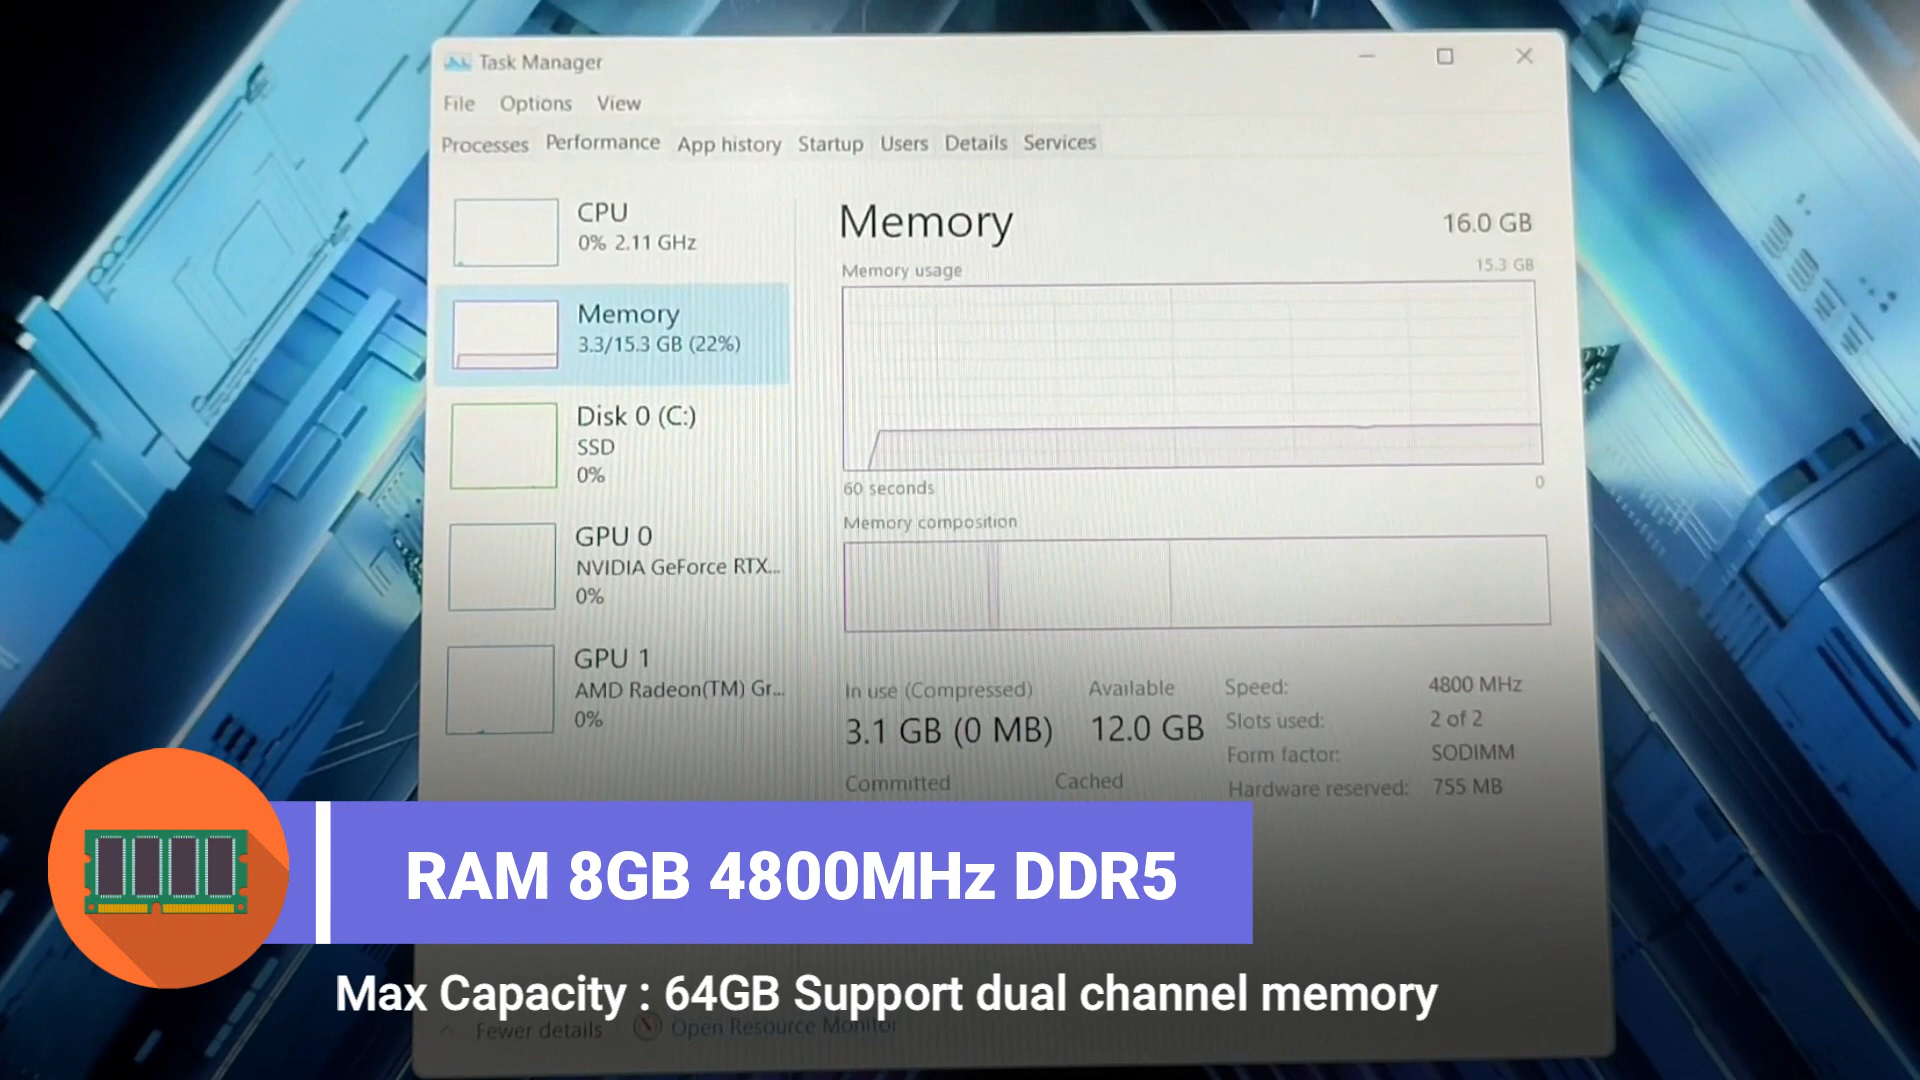 Task Manager
File Options View
Processes Performance App history Startup Users Details Services
CPU
0% 2.11 GHz
Memory
3.3/15.3 GB (22%)
Disk 0 (C:)
SSD
0%
GPU 0
NVIDIA GeForce RTX...
0%
GPU 1
AMD Radeon(TM) Gr...
0%
Memory 16.0 GB
Memory usage 15.3 GB
60 seconds 0
Memory composition
In use (Compressed) Available
3.1 GB (0 MB) 12.0 GB
Committed Cached
Speed: 4800 MHz
Slots used: 2 of 2
Form factor: SODIMM
Hardware reserved: 755 MB
RAM 8GB 4800MHz DDR5
Max Capacity : 64GB Support dual channel memory
Fewer details Open Resource Monitor